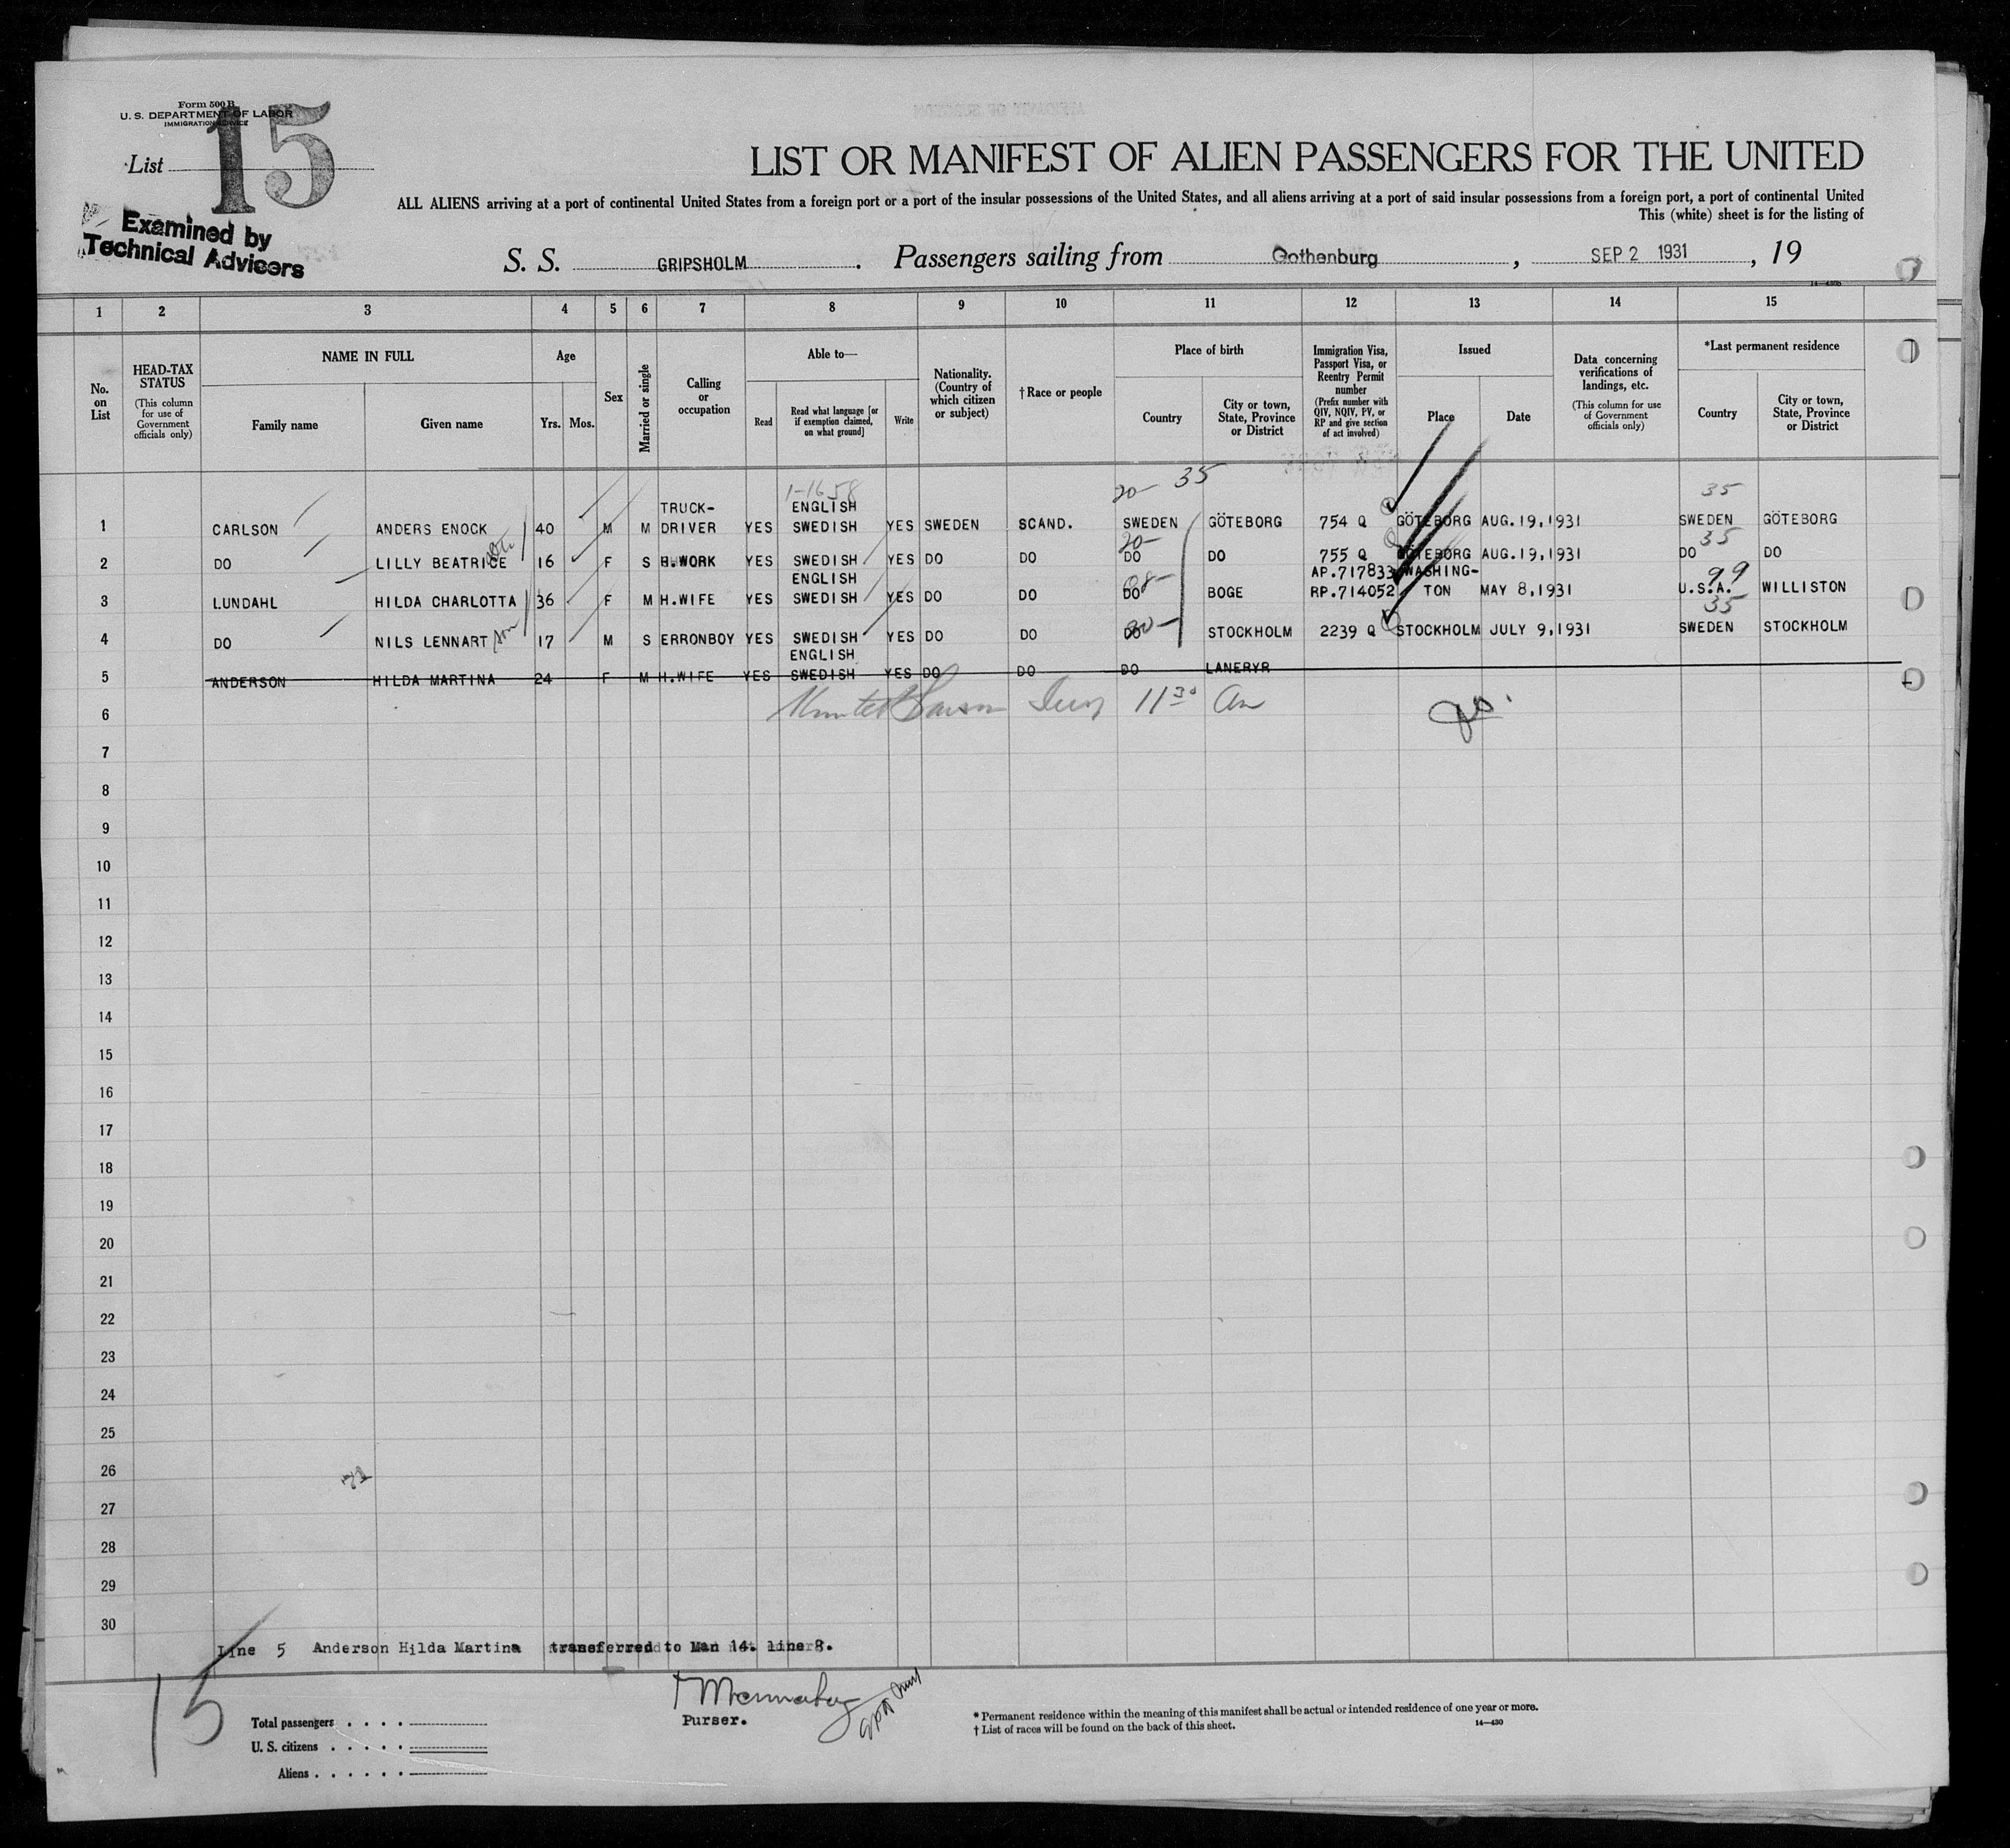 Form 500 B
U. S. DEPARTMENT OF LABOR
IMMIGRATION SERVICE
List 15
Examined by
Technical Advisers
LIST OR MANIFEST OF ALIEN PASSENGERS FOR THE UNITED
ALL ALIENS arriving at a port of continental United States from a foreign port or a port of the insular possessions of the United States, and all aliens arriving at a port of said insular possessions from a foreign port, a port of continental United
This (white) sheet is for the listing of
S. S. GRIPSHOLM. Passengers sailing from Gothenburg, SEP 2 1931, 19
14—430b
1 2 3 4 5 6 7 8 9 10 11 12 13 14 15
No. on List
HEAD-TAX STATUS (This column for use of Government officials only)
NAME IN FULL
Family name
Given name
Age
Yrs. Mos.
Sex
Married or single
Calling or occupation
Able to—
Read
Read what language [or if exemption claimed, on what ground]
Write
Nationality. (Country of which citizen or subject)
† Race or people
Place of birth
Country
City or town, State, Province or District
Immigration Visa, Passport Visa, or Reentry Permit number (Prefix number with QIV, NQIV, PV, or RP and give section of act involved)
Issued
Place
Date
Data concerning verifications of landings, etc. (This column for use of Government officials only)
*Last permanent residence
Country
City or town, State, Province or District
1-1658 20- 35 35
1 CARLSON ANDERS ENOCK 40 M M TRUCK-DRIVER YES ENGLISH SWEDISH YES SWEDEN SCAND. SWEDEN GÖTEBORG 754 Q GÖTEBORG AUG.19,1931 SWEDEN GÖTEBORG
20- 35
2 DO LILLY BEATRICE 16 F S H.WORK YES SWEDISH YES DO DO DO DO 755 Q GÖTEBORG AUG.19,1931 DO DO
08- 99
3 LUNDAHL HILDA CHARLOTTA 36 F M H.WIFE YES ENGLISH SWEDISH YES DO DO DO BOGE AP.717833 RP.714052 WASHINGTON MAY 8,1931 U.S.A. WILLISTON
20- 35
4 DO NILS LENNART son 17 M S ERRONBOY YES SWEDISH YES DO DO DO STOCKHOLM 2239 Q STOCKHOLM JULY 9,1931 SWEDEN STOCKHOLM
5 ANDERSON HILDA MARTINA 24 F M H.WIFE YES ENGLISH SWEDISH YES DO DO DO LANERYR
6 11 30 am
7
8
9
10
11
12
13
14
15
16
17
18
19
20
21
22
23
24
25
26
27
28
29
30
Line 5 Anderson Hilda Martina transferred to Man 14. line 8.
15
Purser.
Total passengers
U. S. citizens
Aliens
* Permanent residence within the meaning of this manifest shall be actual or intended residence of one year or more.
† List of races will be found on the back of this sheet.
14—430